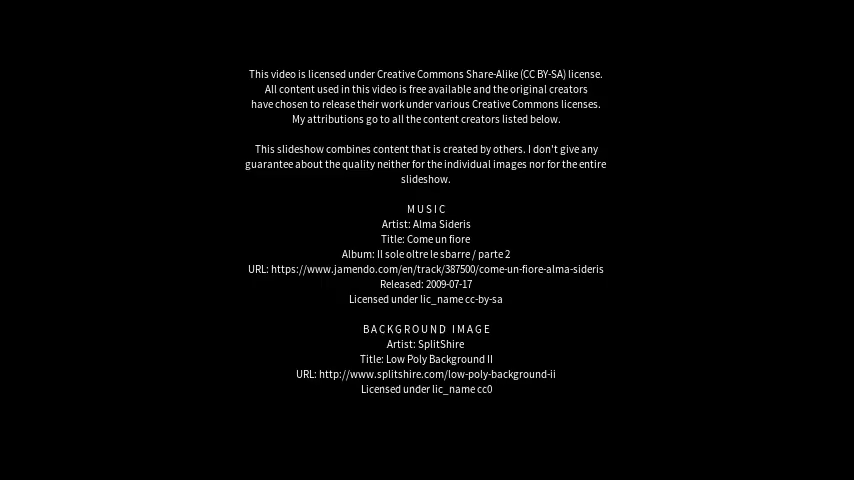 This video is licensed under Creative Commons Share-Alike (CC BY-SA) license.
All content used in this video is free available and the original creators
have chosen to release their work under various Creative Commons licenses.
My attributions go to all the content creators listed below.
This slideshow combines content that is created by others. I don't give any
guarantee about the quality neither for the individual images nor for the entire
slideshow.
MUSIC
Artist: Alma Sideris
Title: Come un fiore
Album: Il sole oltre le sbarre / parte 2
URL: https://www.jamendo.com/en/track/387500/come-un-fiore-alma-sideris
Released: 2009-07-17
Licensed under lic_name cc-by-sa
BACKGROUND IMAGE
Artist: SplitShire
Title: Low Poly Background II
URL: http://www.splitshire.com/low-poly-background-ii
Licensed under lic_name cc0